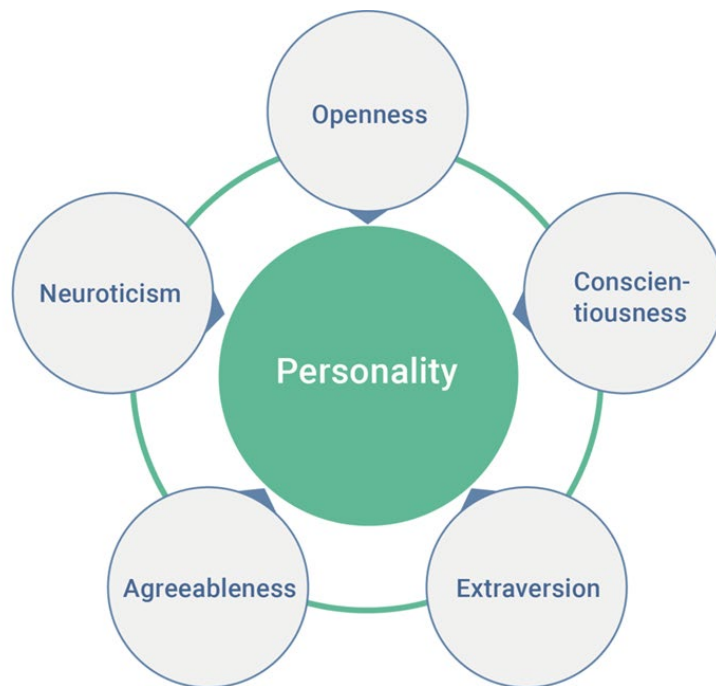 Openness
Conscien-
tiousness
Extraversion
Agreeableness
Neuroticism
Personality